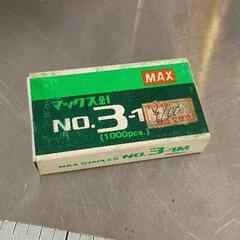 MAX
マックス針
NO.3-1
(1000pcs.)
MAX STAPLES NO.3-1M